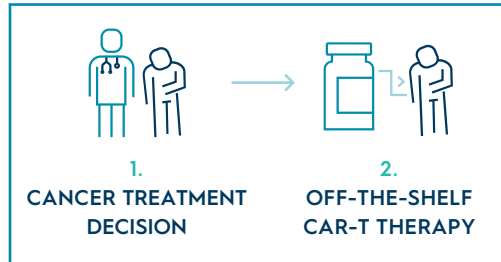 1.
CANCER TREATMENT
DECISION
2.
OFF-THE-SHELF
CAR-T THERAPY